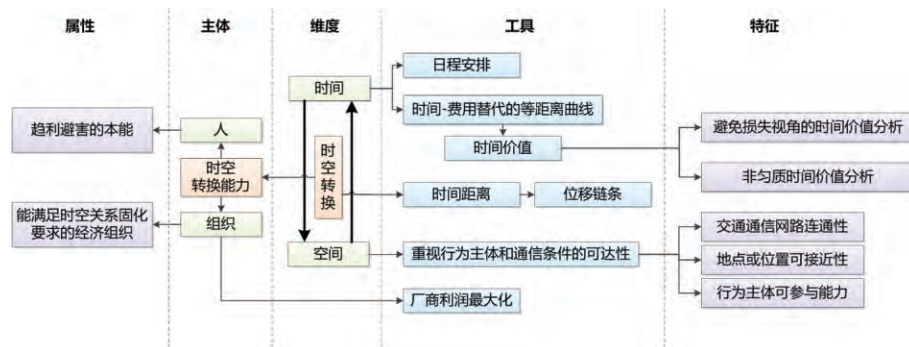 属性
主体
维度
工具
特征
时间
日程安排
时间-费用替代的等距离曲线
时间价值
避免损失视角的时间价值分析
非匀质时间价值分析
趋利避害的本能
人
时空
转换能力
时
空
转
换
时间距离
位移链条
能满足时空关系固化
要求的经济组织
组织
空间
重视行为主体和通信条件的可达性
交通通信网路连通性
地点或位置可接近性
行为主体可参与能力
厂商利润最大化